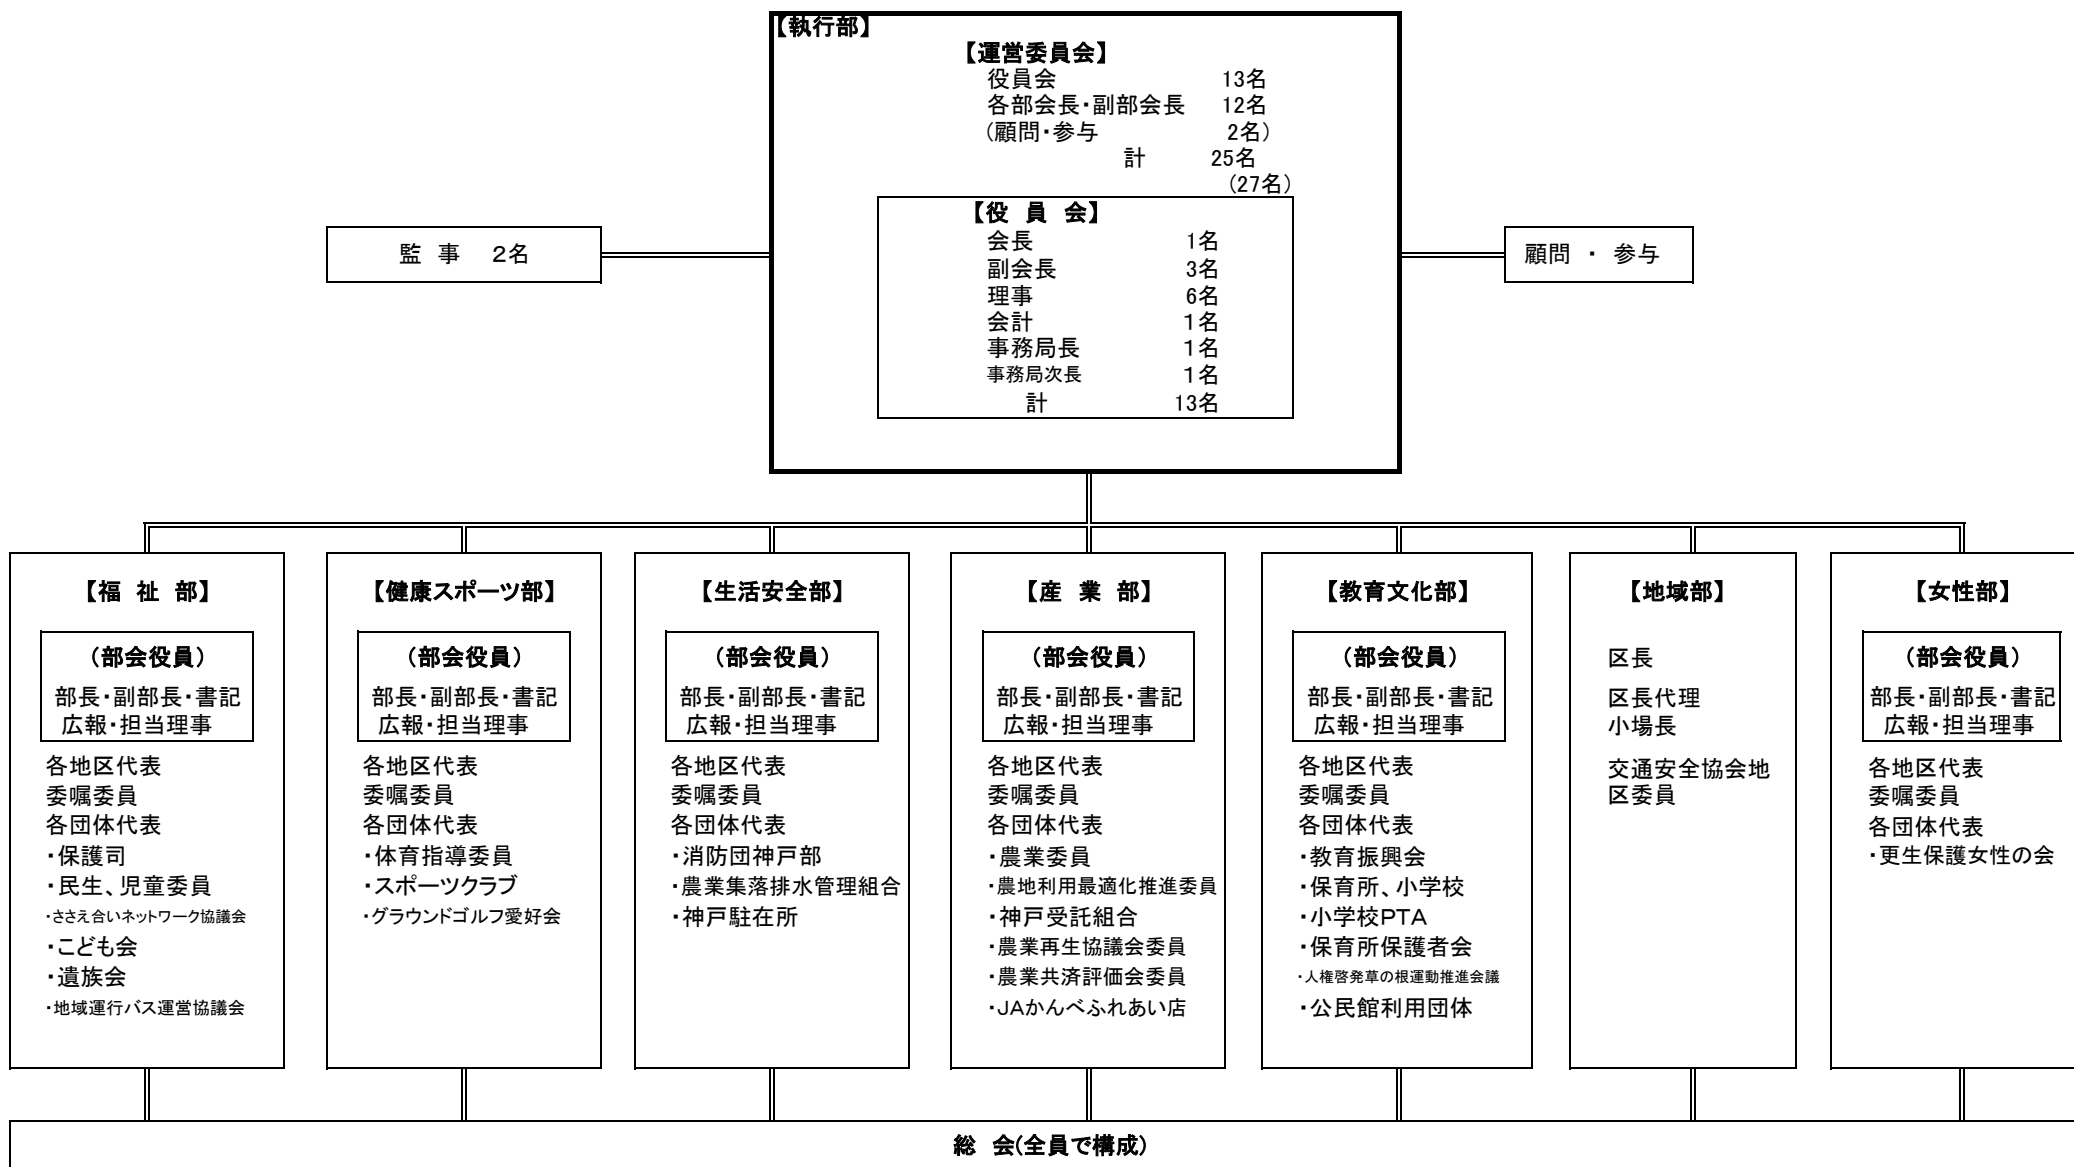 【執行部】
【運営委員会】
役員会 13名
各部会長・副部会長 12名
(顧問・参与 2名)
計 25名
(27名)
【役 員 会】
会長 1名
副会長 3名
理事 6名
会計 1名
事務局長 1名
事務局次長 1名
計 13名
監 事 2名
顧問 ・ 参与
【福 祉 部】
(部会役員)
部長・副部長・書記
広報・担当理事
各地区代表
委嘱委員
各団体代表
・保護司
・民生、児童委員
・ささえ合いネットワーク協議会
・こども会
・遺族会
・地域運行バス運営協議会
【健康スポーツ部】
(部会役員)
部長・副部長・書記
広報・担当理事
各地区代表
委嘱委員
各団体代表
・体育指導委員
・スポーツクラブ
・グラウンドゴルフ愛好会
【生活安全部】
(部会役員)
部長・副部長・書記
広報・担当理事
各地区代表
委嘱委員
各団体代表
・消防団神戸部
・農業集落排水管理組合
・神戸駐在所
【産 業 部】
(部会役員)
部長・副部長・書記
広報・担当理事
各地区代表
委嘱委員
各団体代表
・農業委員
・農地利用最適化推進委員
・神戸受託組合
・農業再生協議会委員
・農業共済評価会委員
・JAかんべふれあい店
【教育文化部】
(部会役員)
部長・副部長・書記
広報・担当理事
各地区代表
委嘱委員
各団体代表
・教育振興会
・保育所、小学校
・小学校PTA
・保育所保護者会
・人権啓発草の根運動推進会議
・公民館利用団体
【地域部】
区長
区長代理
小場長
交通安全協会地
区委員
【女性部】
(部会役員)
部長・副部長・書記
広報・担当理事
各地区代表
委嘱委員
各団体代表
・更生保護女性の会
総 会(全員で構成)